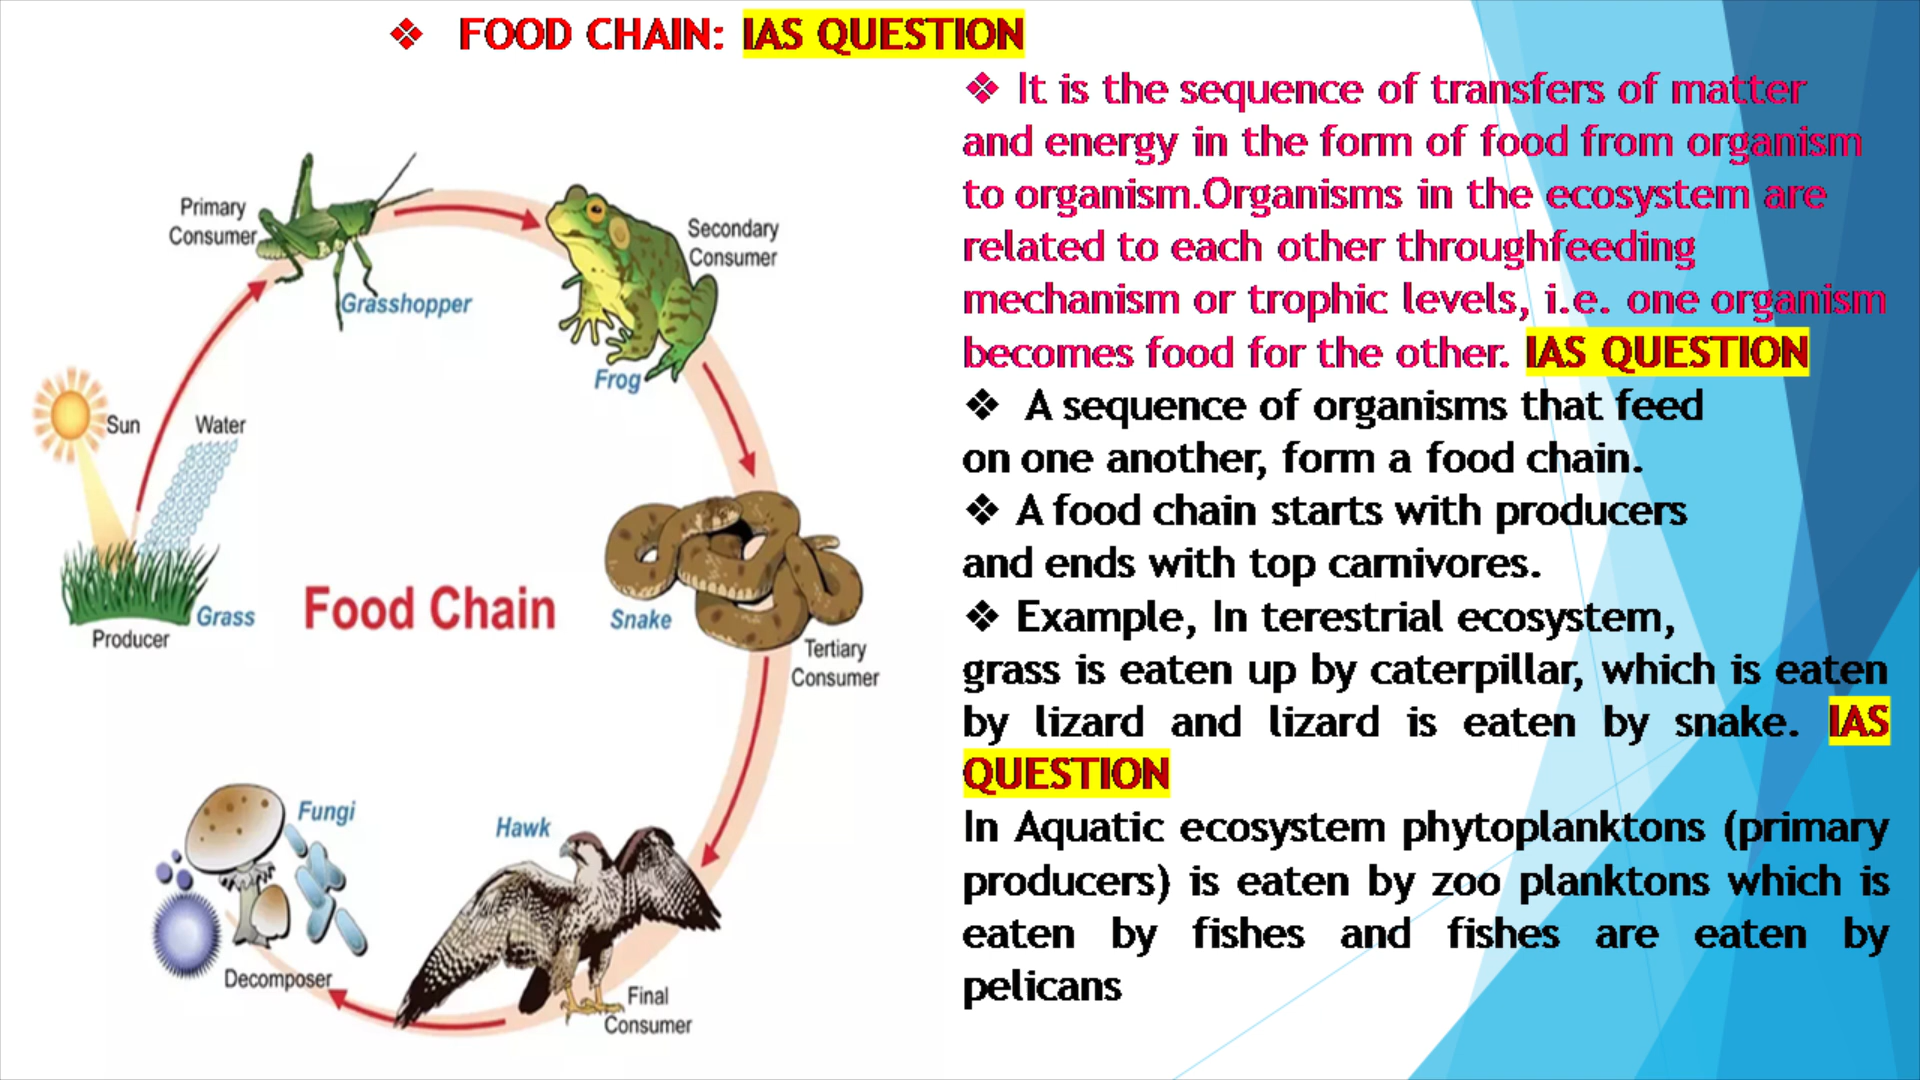 ❖ FOOD CHAIN: IAS QUESTION
❖ It is the sequence of transfers of matter
and energy in the form of food from organism
to organism.Organisms in the ecosystem are
related to each other throughfeeding
mechanism or trophic levels, i.e. one organism
becomes food for the other. IAS QUESTION
❖ A sequence of organisms that feed
on one another, form a food chain.
❖ A food chain starts with producers
and ends with top carnivores.
❖ Example, In terestrial ecosystem,
grass is eaten up by caterpillar, which is eaten
by lizard and lizard is eaten by snake. IAS
QUESTION
In Aquatic ecosystem phytoplanktons (primary
producers) is eaten by zoo planktons which is
eaten by fishes and fishes are eaten by
pelicans
Primary
Consumer
Grasshopper
Secondary
Consumer
Frog
Sun
Water
Grass
Producer
Food Chain
Snake
Tertiary
Consumer
Fungi
Hawk
Decomposer
Final
Consumer